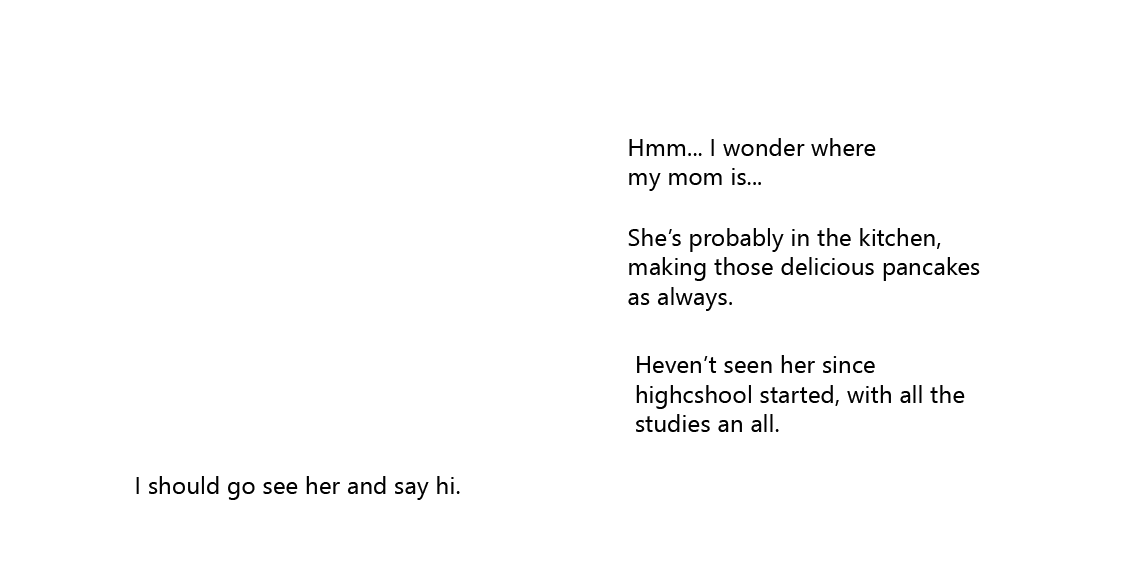 Hmm... I wonder where
my mom is...
She’s probably in the kitchen,
making those delicious pancakes
as always.
Heven’t seen her since
highcshool started, with all the
studies an all.
I should go see her and say hi.